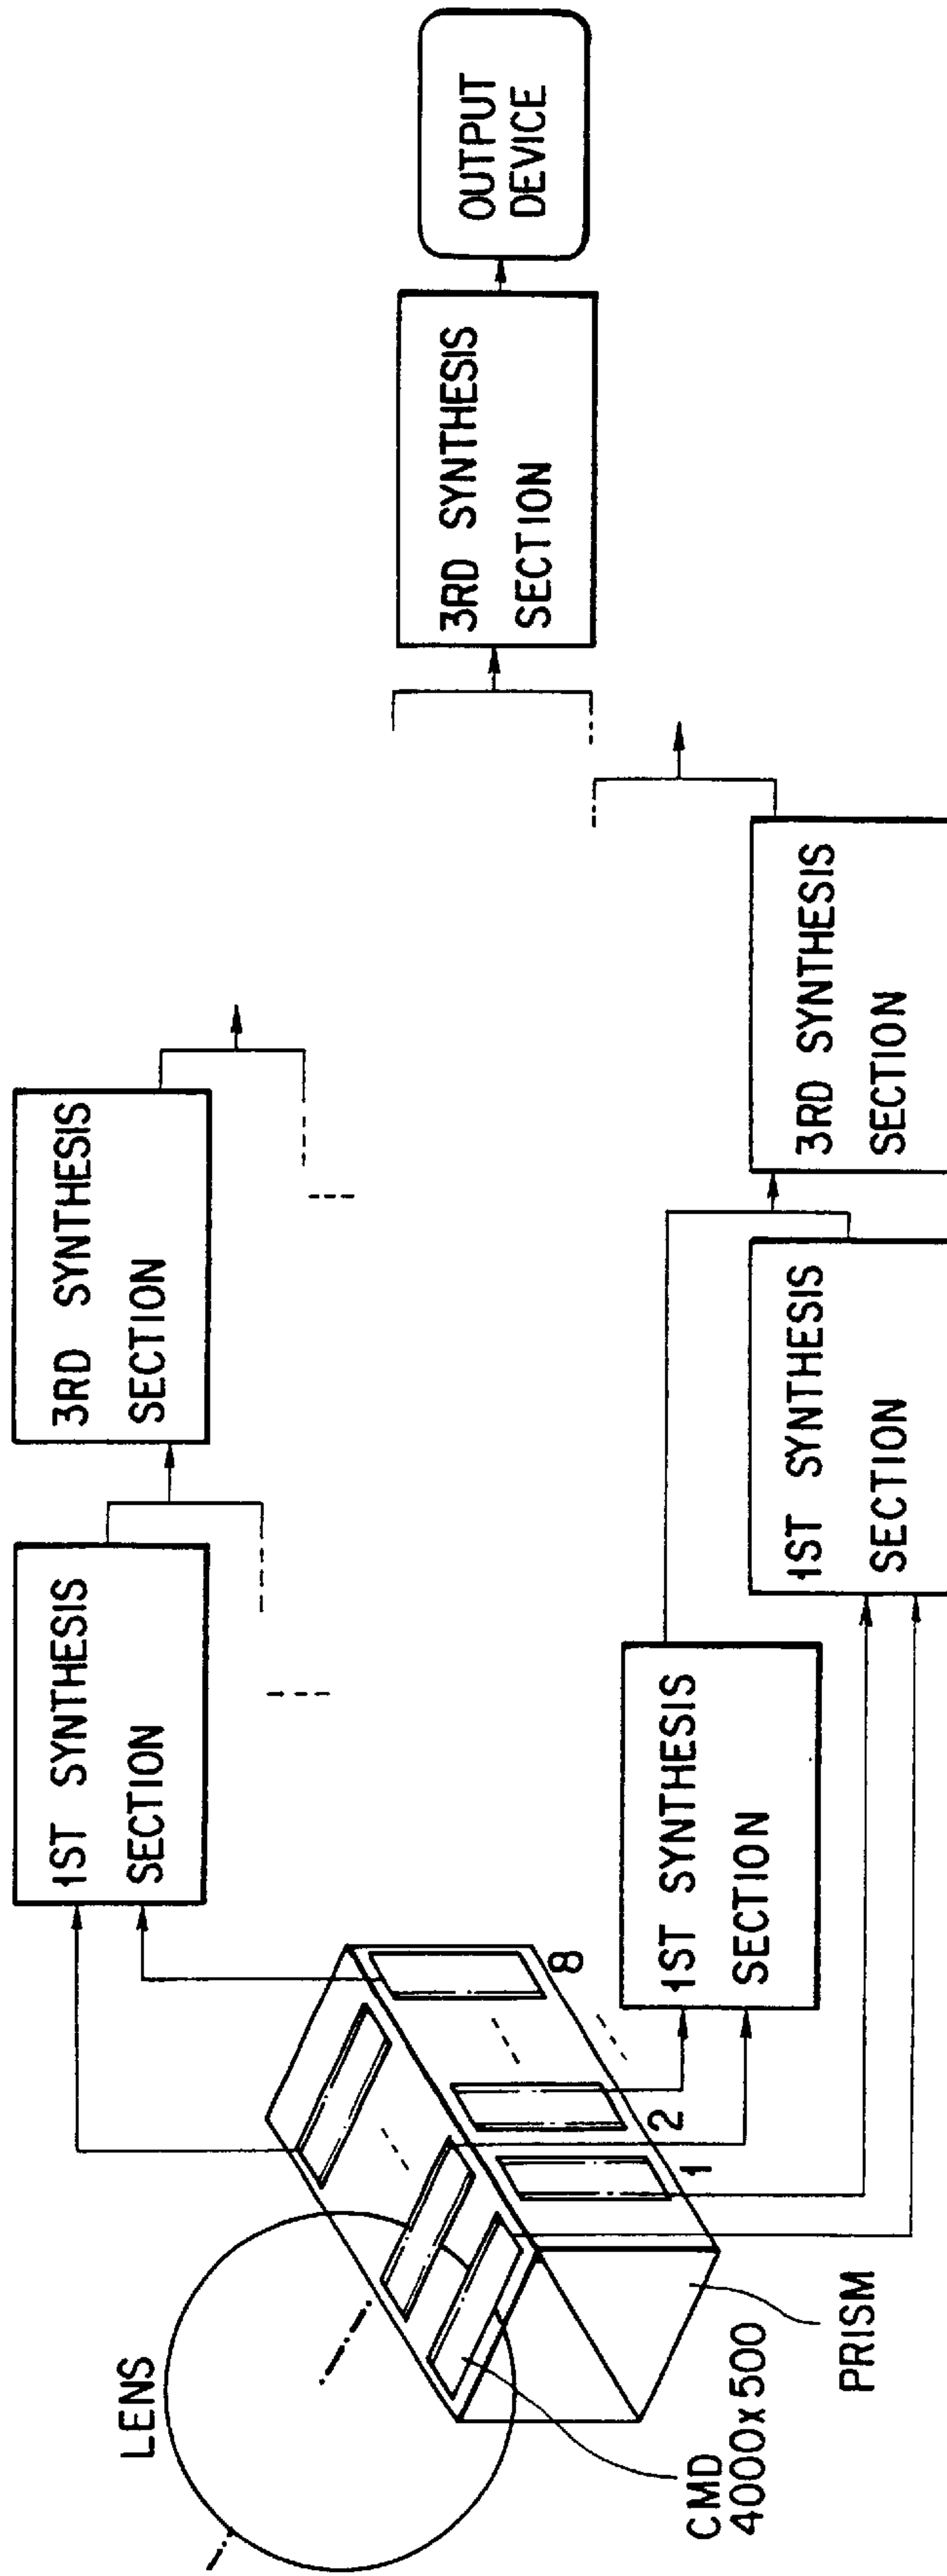 LENS
CMD
4000x500
PRISM
1
2
8
1ST SYNTHESIS
SECTION
1ST SYNTHESIS
SECTION
1ST SYNTHESIS
SECTION
3RD SYNTHESIS
SECTION
3RD SYNTHESIS
SECTION
3RD SYNTHESIS
SECTION
OUTPUT
DEVICE